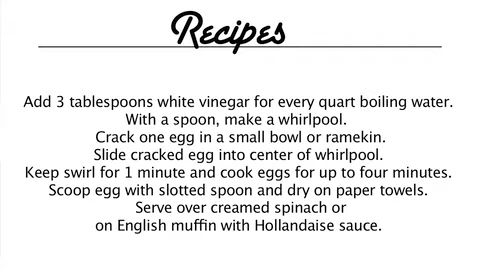 Recipes
Add 3 tablespoons white vinegar for every quart boiling water.
With a spoon, make a whirlpool.
Crack one egg in a small bowl or ramekin.
Slide cracked egg into center of whirlpool.
Keep swirl for 1 minute and cook eggs for up to four minutes.
Scoop egg with slotted spoon and dry on paper towels.
Serve over creamed spinach or
on English muffin with Hollandaise sauce.